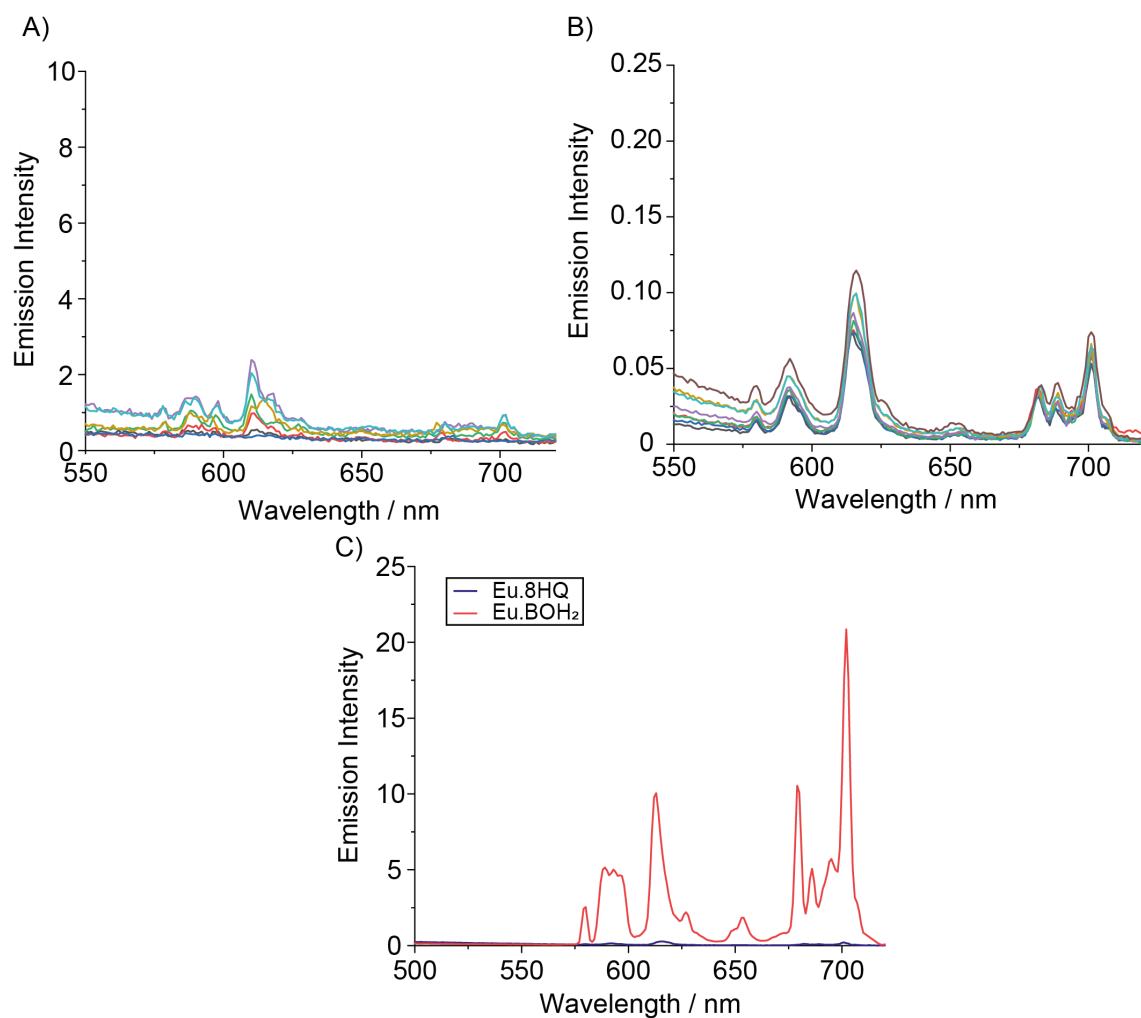 A)
10
8
6
4
2
0
Emission Intensity
550
600
650
700
Wavelength / nm
B)
0.25
0.20
0.15
0.10
0.05
0
Emission Intensity
550
600
650
700
Wavelength / nm
C)
25
20
15
10
5
0
Emission Intensity
Eu.8HQ
Eu.BOH₂
500
550
600
650
700
Wavelength / nm